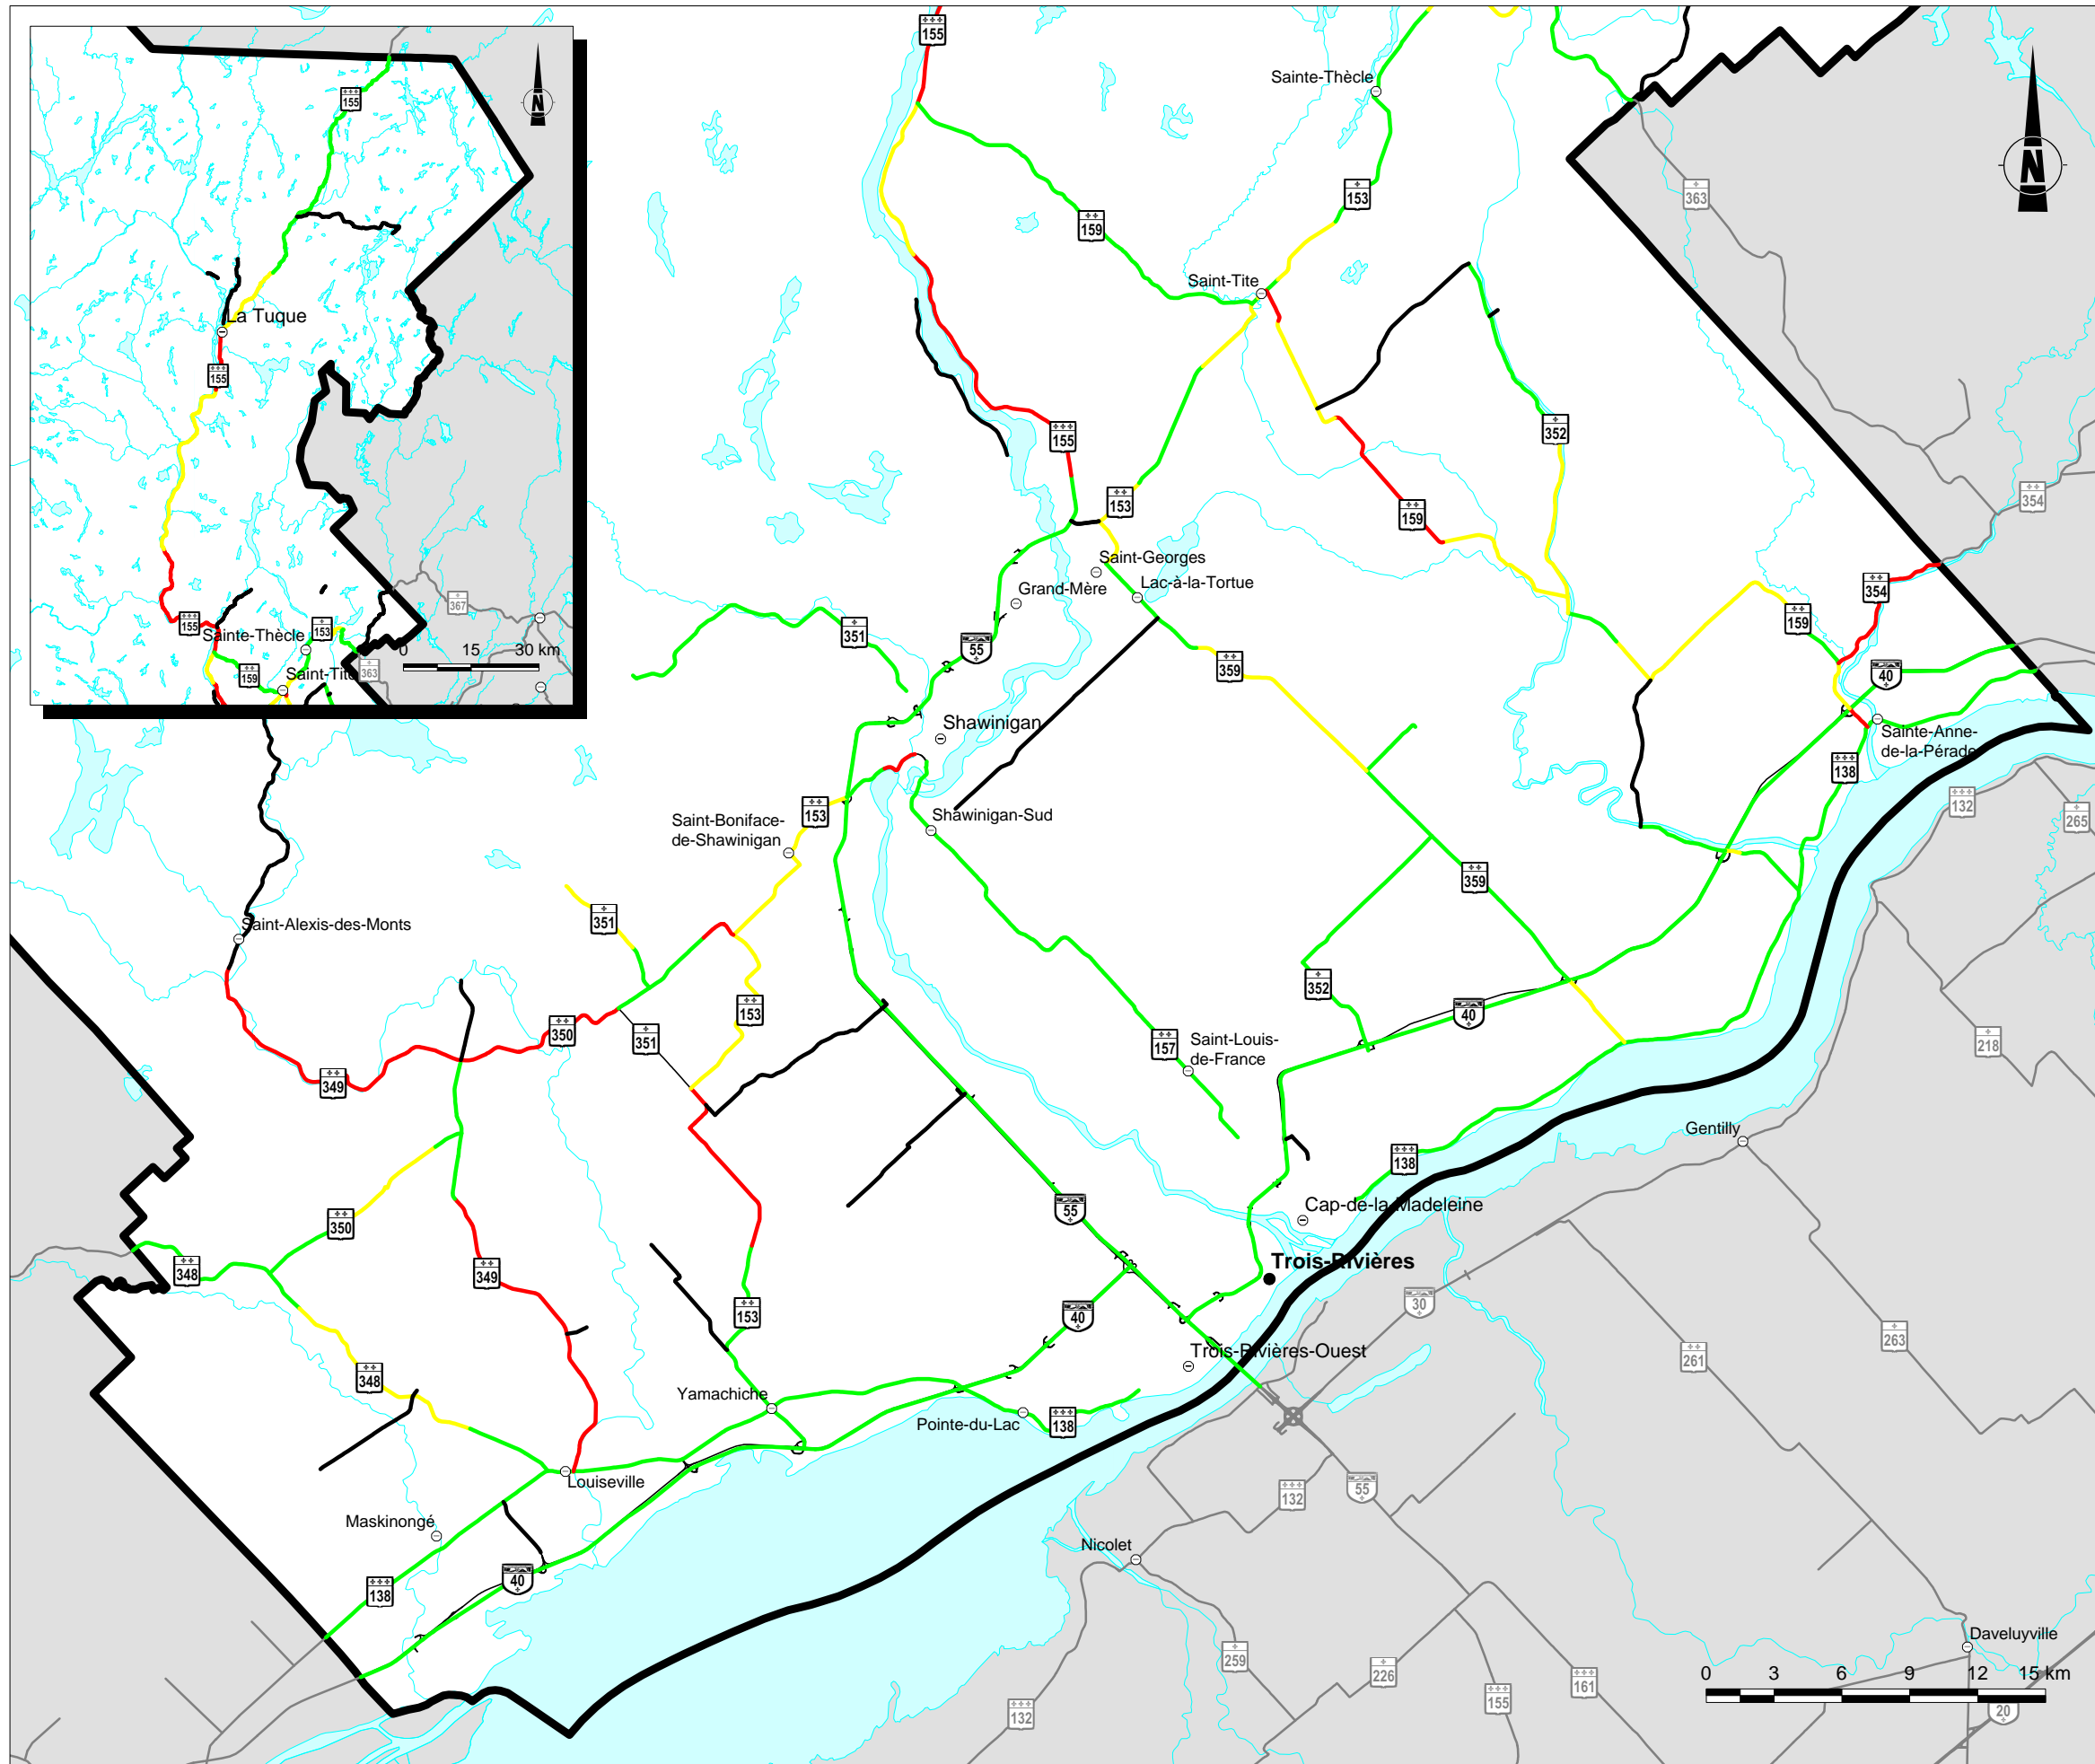 155
La Tuque
155
367
155
Sainte-Thècle
153
0 15 30 km
159
Saint-Tite
363
155
Sainte-Thècle
153
363
159
Saint-Tite
352
155
354
153
159
Saint-Georges
Lac-à-la-Tortue
Grand-Mère
354
351
159
55
359
40
Shawinigan
Sainte-Anne-
de-la-Pérade
138
132
265
153
Saint-Boniface-
de-Shawinigan
Shawinigan-Sud
359
351
Saint-Alexis-des-Monts
352
153
40
350
351
157
Saint-Louis-
de-France
218
349
Gentilly
138
55
Cap-de-la-Madeleine
350
Trois-Rivières
348
349
30
153
40
263
Trois-Rivières-Ouest
261
348
Yamachiche
Pointe-du-Lac
138
Louiseville
55
132
Maskinongé
Nicolet
40
138
259
226
161
155
132
Daveluyville
0 3 6 9 12 15 km
20